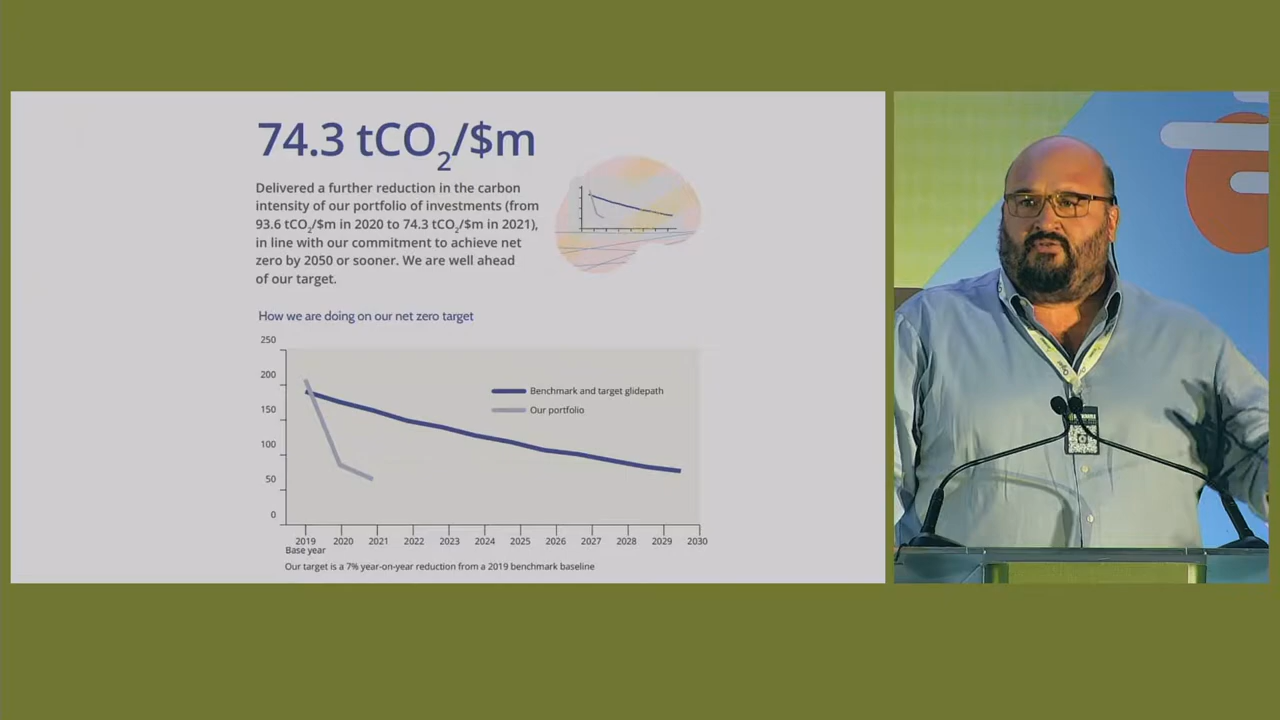 74.3 tCO2/$m
Delivered a further reduction in the carbon
intensity of our portfolio of investments (from
93.6 tCO2/$m in 2020 to 74.3 tCO2/$m in 2021),
in line with our commitment to achieve net
zero by 2050 or sooner. We are well ahead
of our target.
How we are doing on our net zero target
250
200
150
100
50
0
Benchmark and target glidepath
Our portfolio
2019 2020 2021 2022 2023 2024 2025 2026 2027 2028 2029 2030
Base year
Our target is a 7% year-on-year reduction from a 2019 benchmark baseline